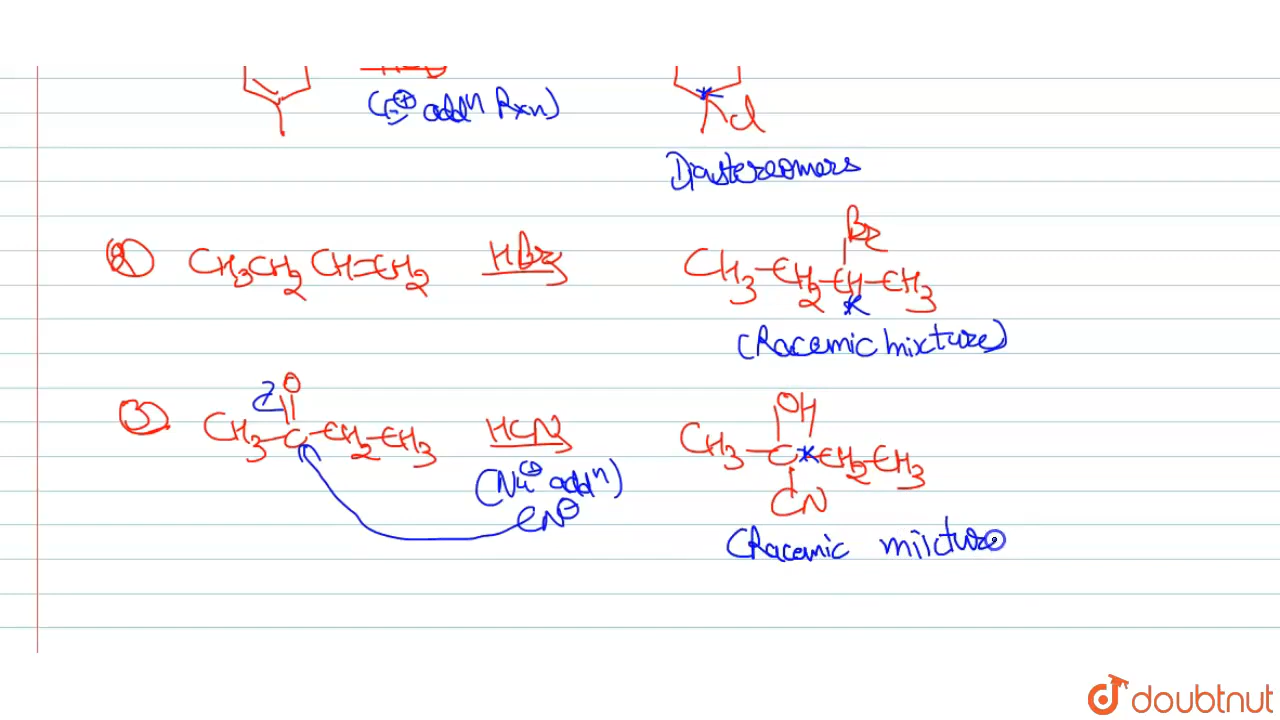 (E⊕ addⁿ Rxn)
Cl
Diastereomers
② CH₃CH₂CH=CH₂ HBr CH₃-CH₂-CH-CH₃
Br
*
(Racemic mixture)
③ O
CH₃-C-CH₂-CH₃ HCN CH₃-C*-CH₂-CH₃
OH
CN
(Nu⊕ addⁿ)
CN⊖
(Racemic miicture
doubtnut